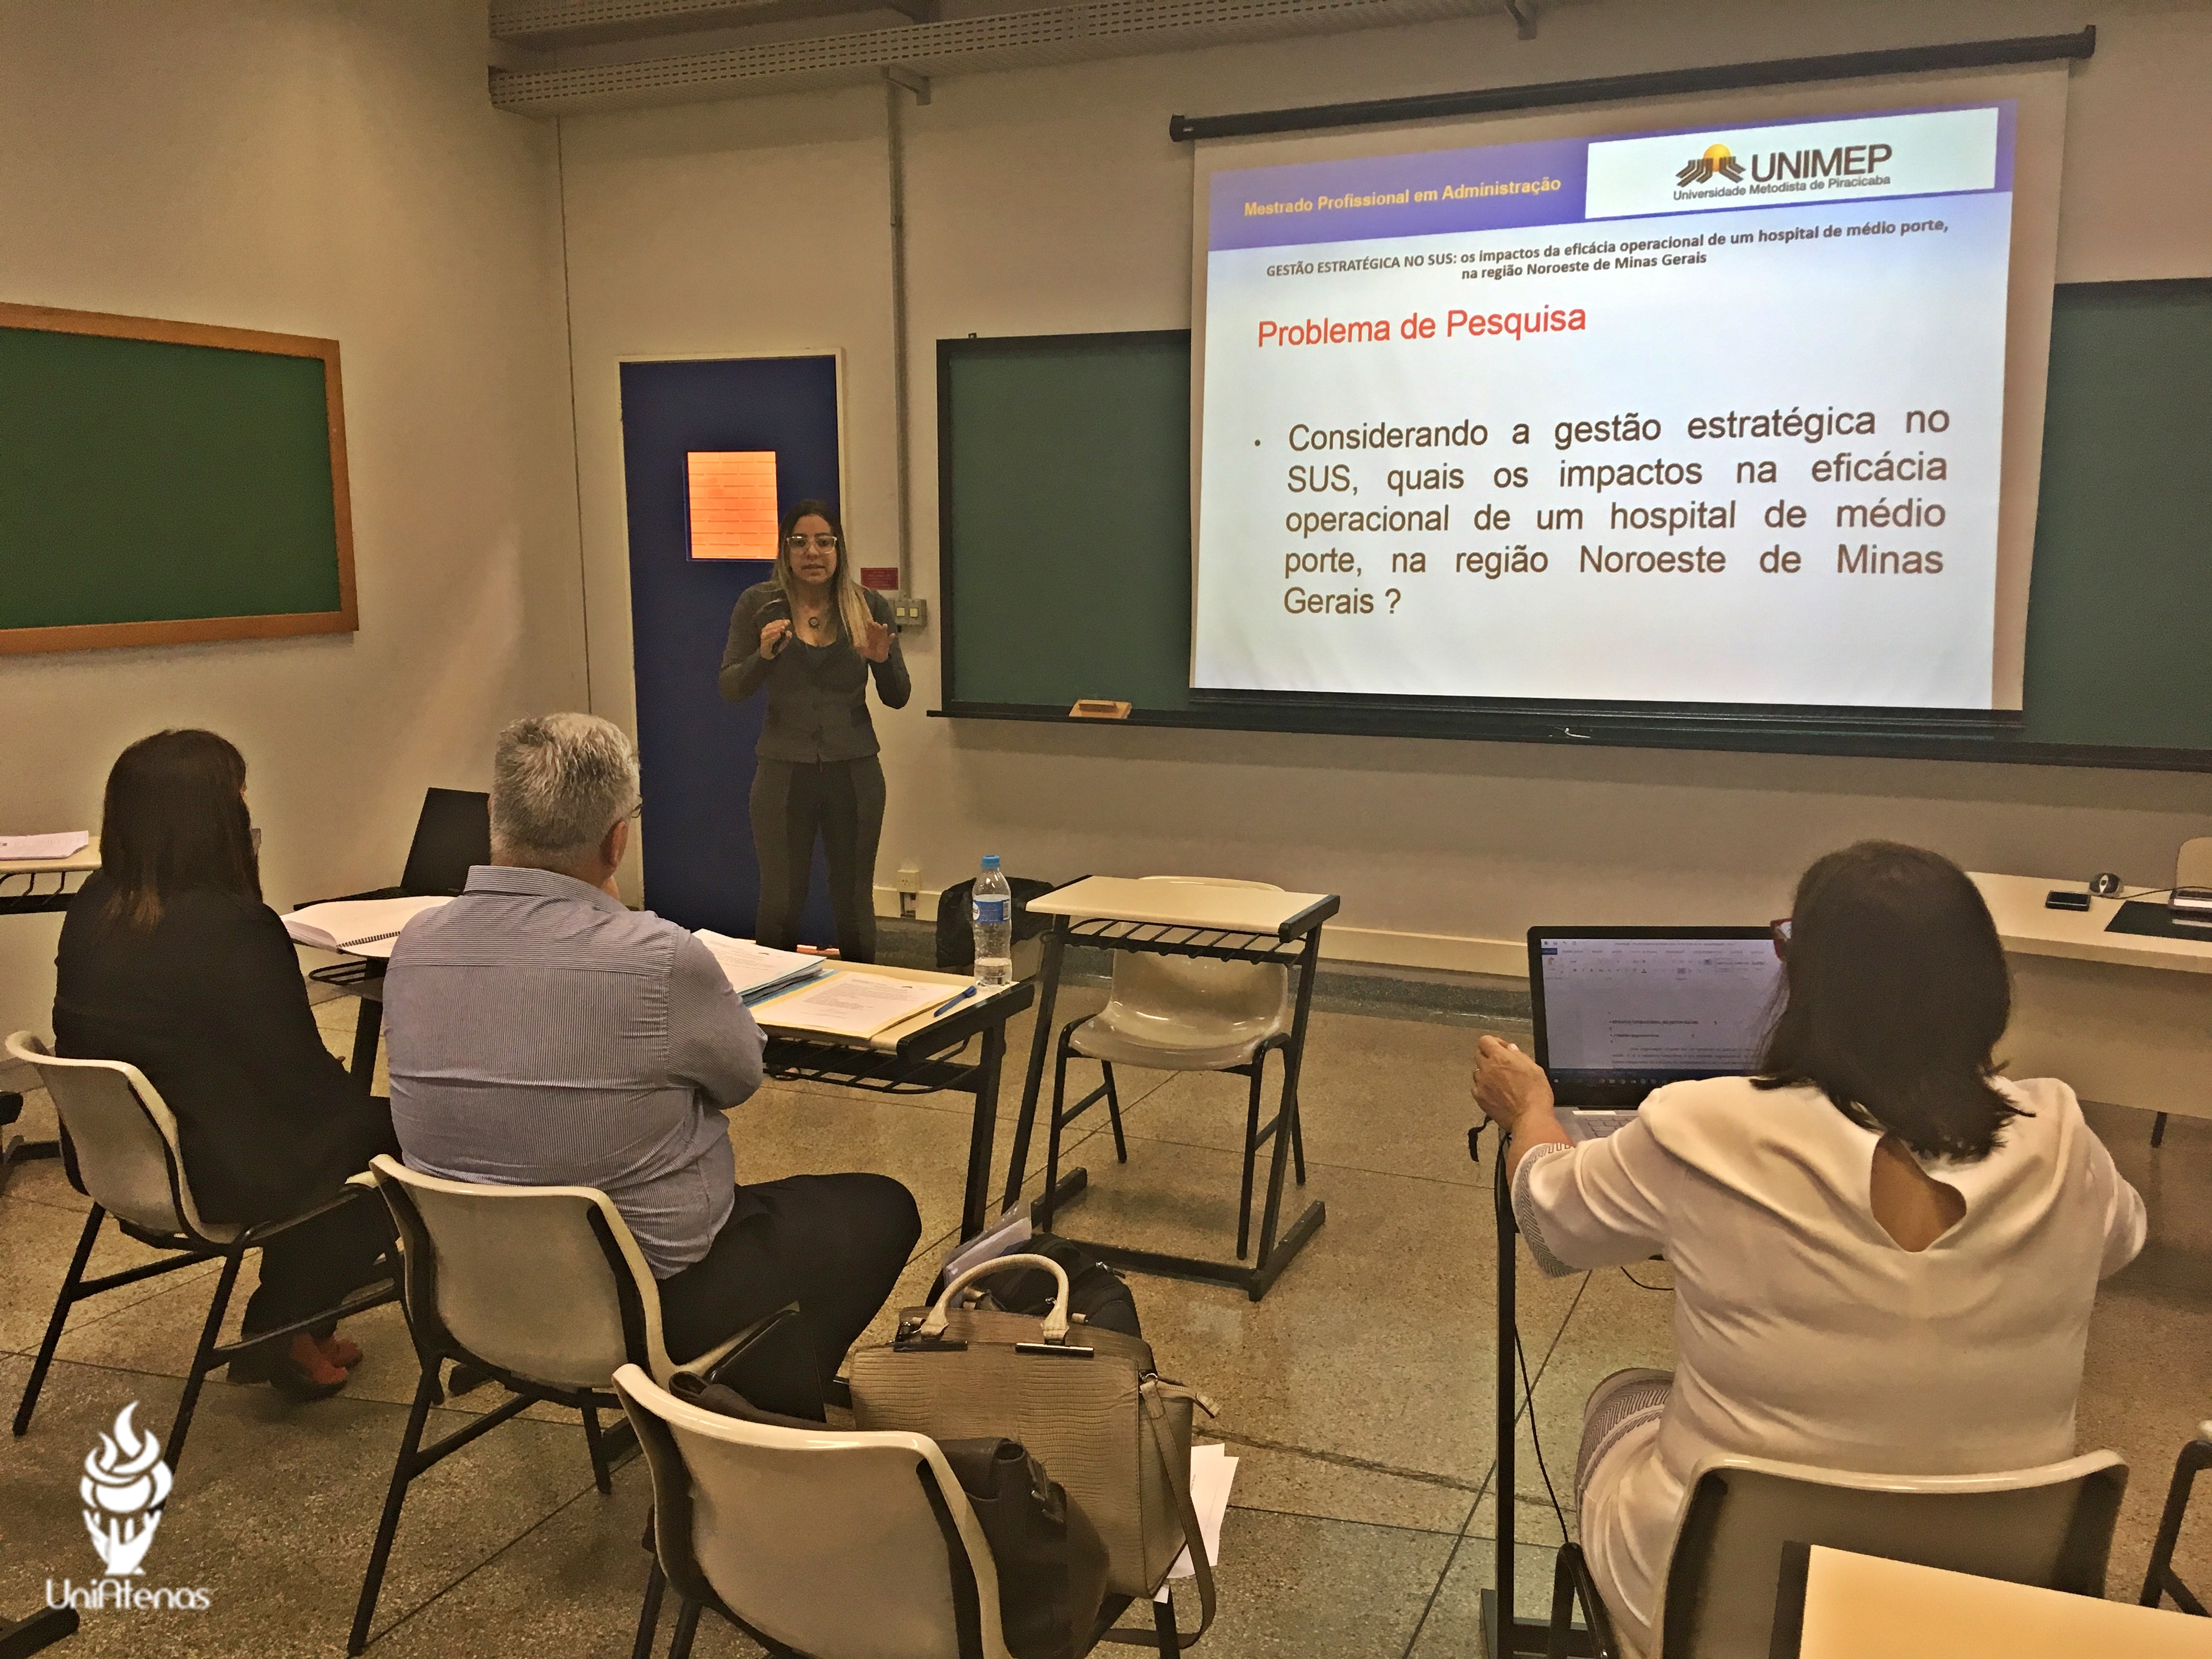 Mestrado Profissional em Administração
UNIMEP
Universidade Metodista de Piracicaba
GESTÃO ESTRATÉGICA NO SUS: os impactos da eficácia operacional de um hospital de médio porte,
na região Noroeste de Minas Gerais
Problema de Pesquisa
• Considerando a gestão estratégica no
SUS, quais os impactos na eficácia
operacional de um hospital de médio
porte, na região Noroeste de Minas
Gerais ?
UniAtenas